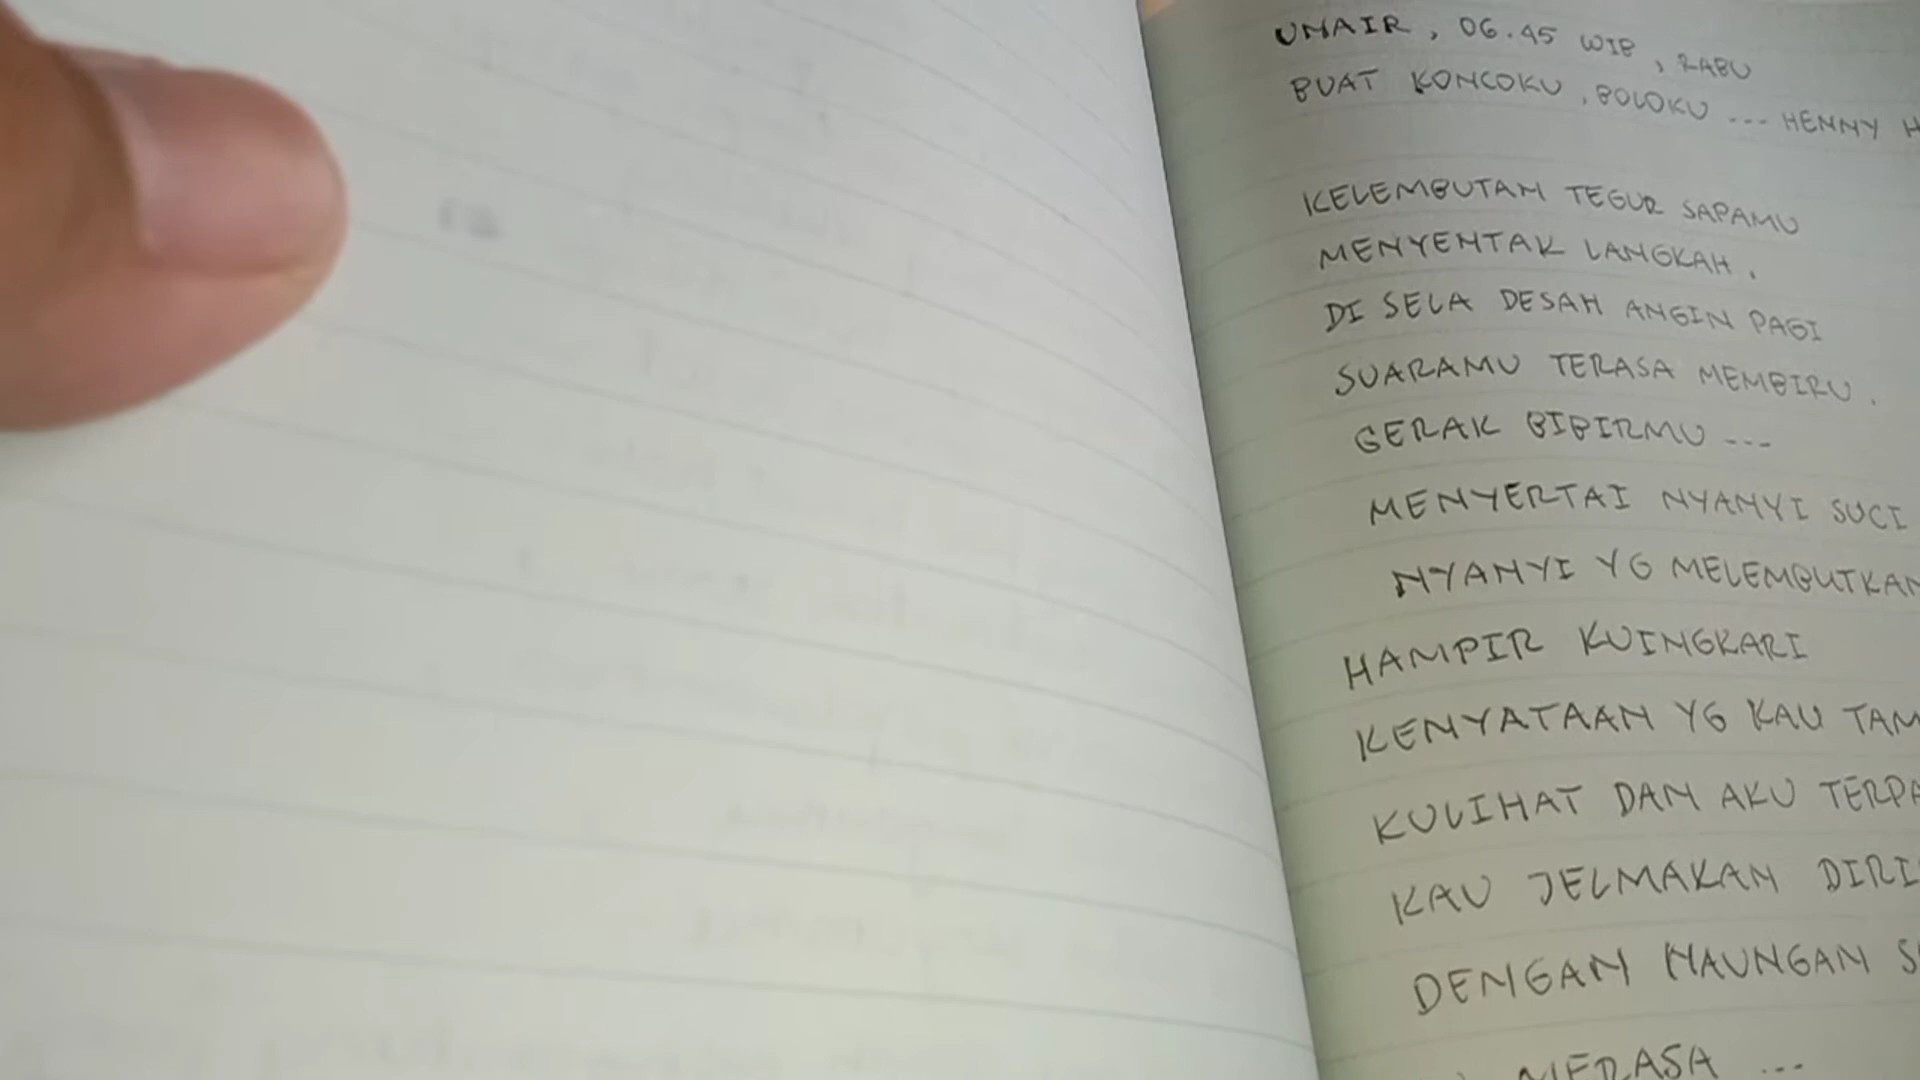 UNAIR, 06.45 WIB, RABU
BUAT KONCOKU, BOLOKU --- HENNY
KELEMBUTAN TEGUR SAPAMU
MENYENTAK LANGKAH.
DI SELA DESAH ANGIN PAGI
SUARAMU TERASA MEMBIRU.
GERAK BIBIRMU ---
MENYERTAI NYANYI SUCI
NYANYI YG MELEMBUTKAN
HAMPIR KUINGKARI
KENYATAAN YG KAU
KULIHAT DAN AKU
KAU JELMAKAN
DENGAN NAUNGAN
MERASA ...